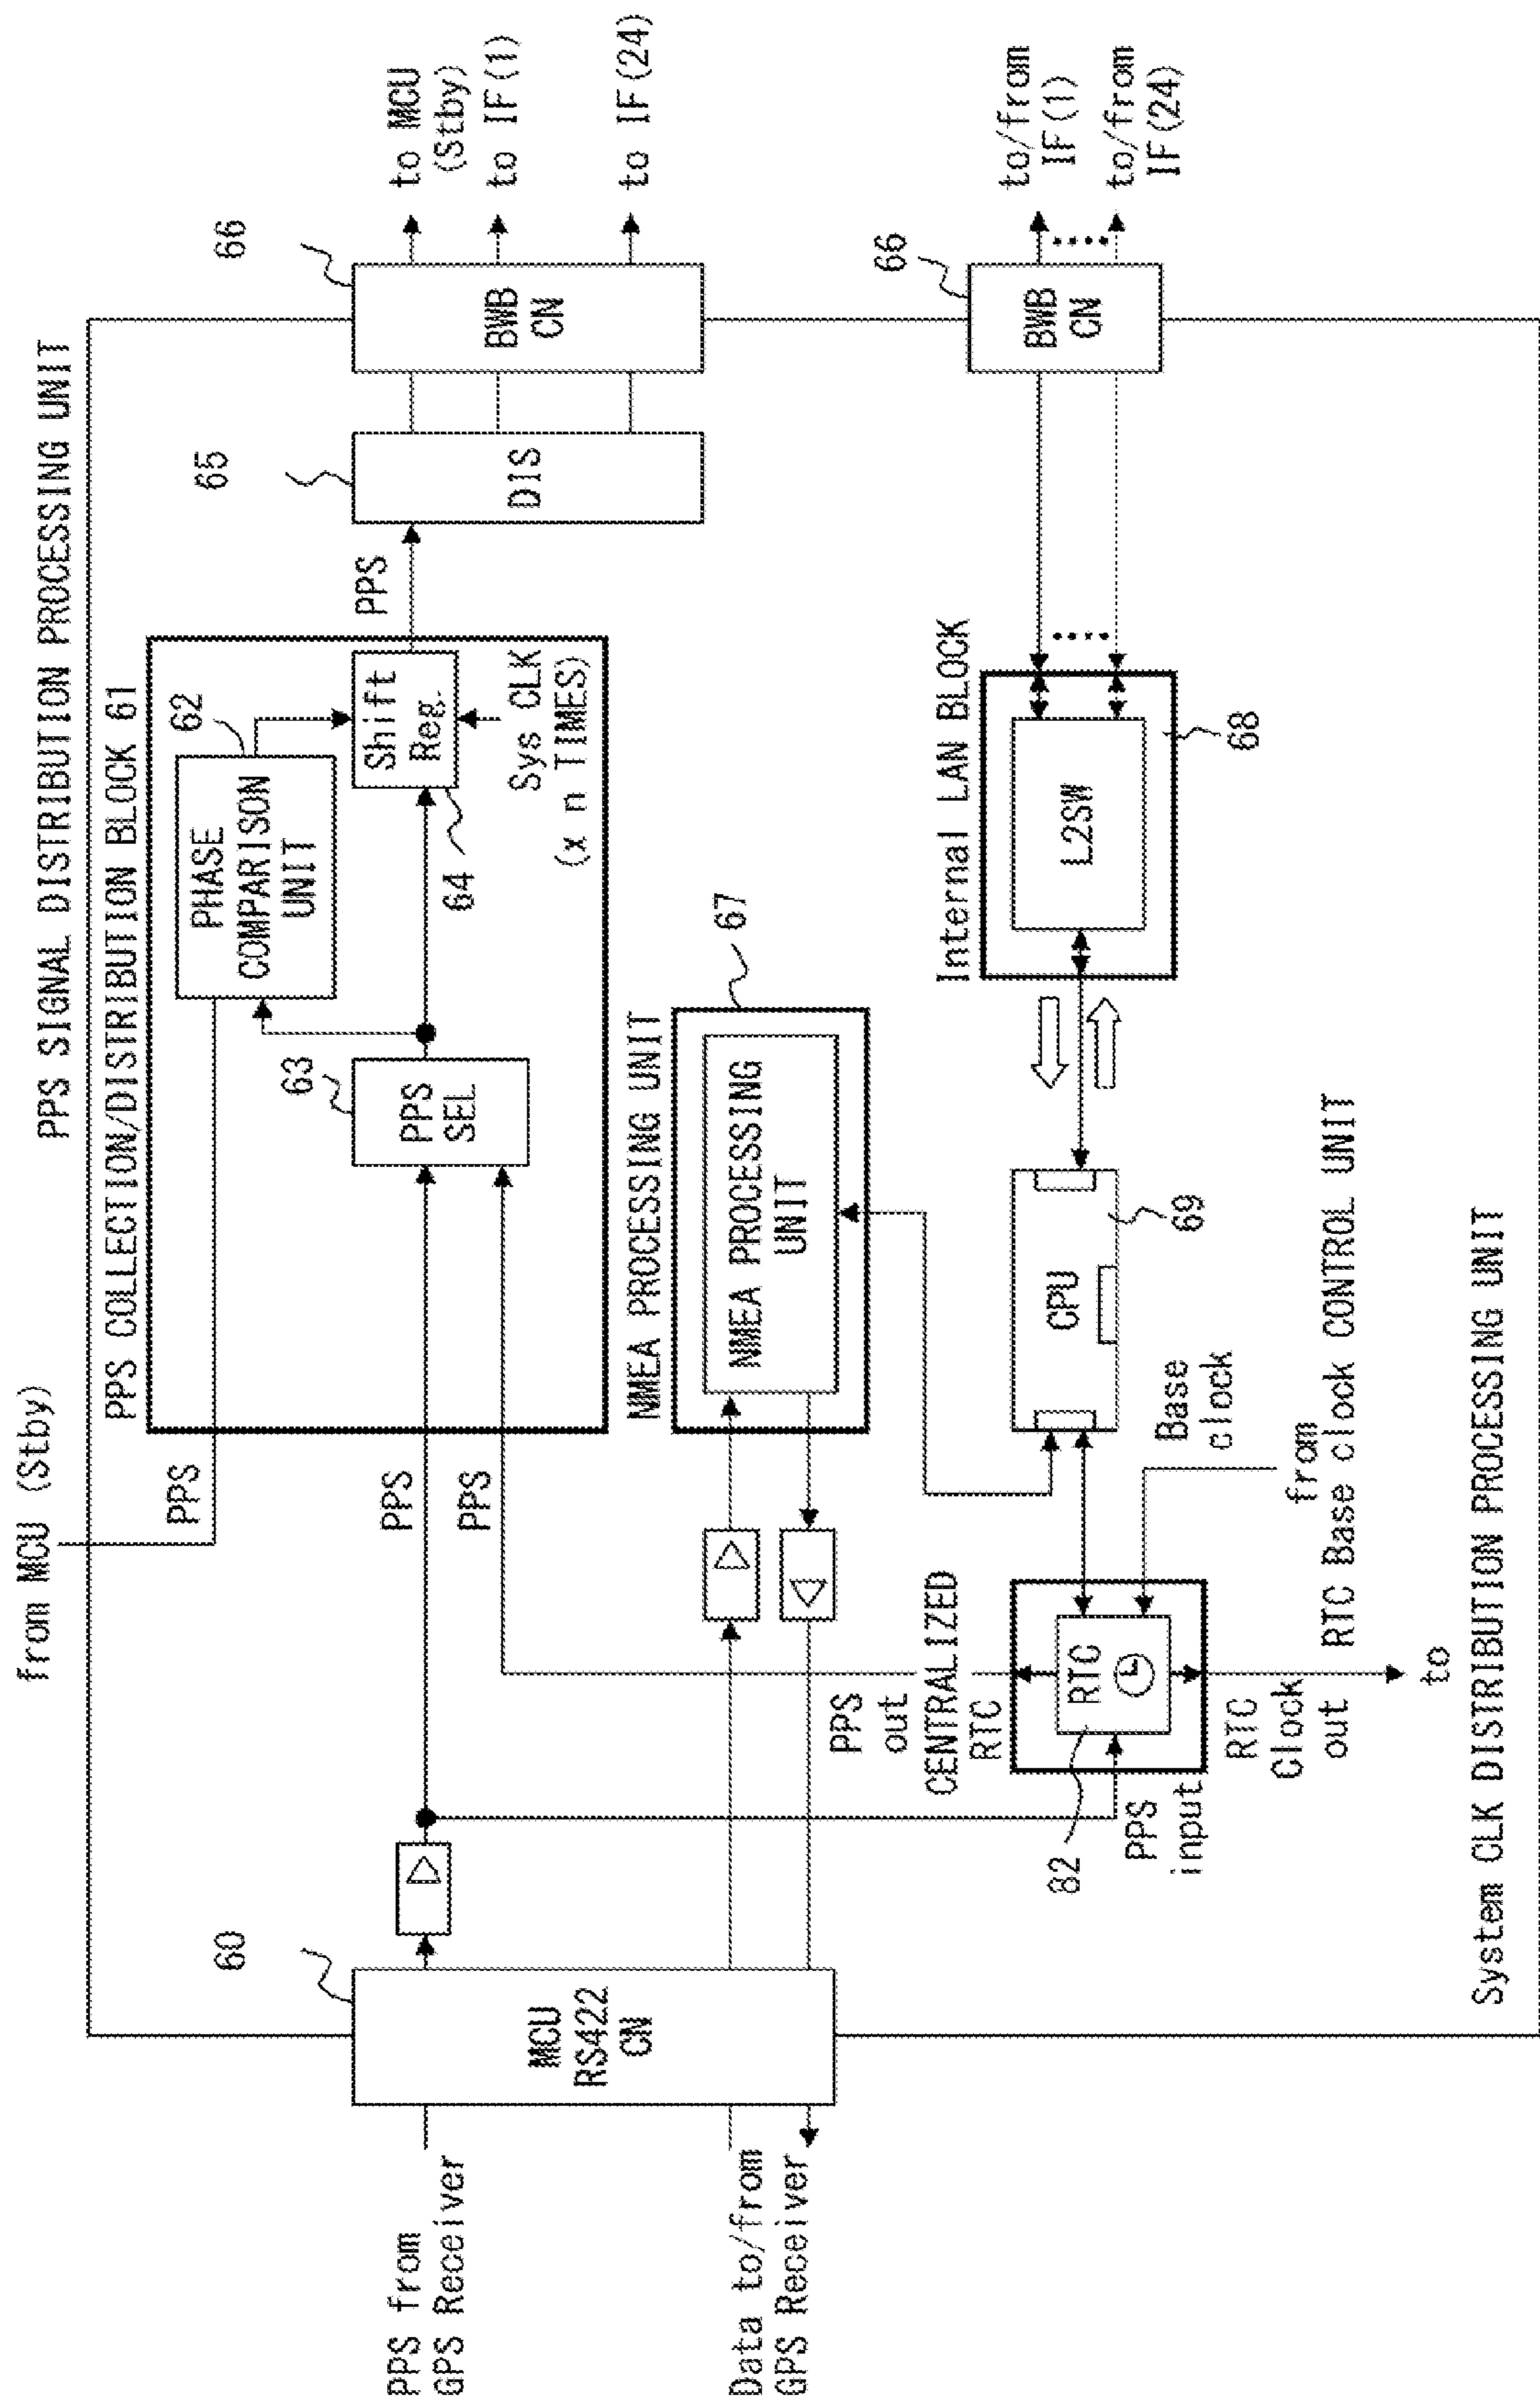 PPS SIGNAL DISTRIBUTION PROCESSING UNIT
from MCU (Stby)
PPS COLLECTION/DISTRIBUTION BLOCK 61
PPS
62
PHASE
COMPARISON
UNIT
63
PPS
SEL
Shift
Reg.
64
Sys CLK
(x n TIMES)
PPS
65
DIS
66
BWB
CN
to MCU
(Stby)
to IF(1)
to IF(24)
60
MCU
RS422
CN
PPS from
GPS Receiver
Data to/from
GPS Receiver
PPS
PPS
NMEA PROCESSING UNIT
67
NMEA PROCESSING
UNIT
Internal LAN BLOCK
L2SW
68
66
BWB
CN
to/from
IF(1)
to/from
IF(24)
PPS
out
CENTRALIZED
RTC
RTC
82
PPS
input
RTC
Clock
out
CPU
69
Base
clock
from
RTC Base clock CONTROL UNIT
to
System CLK DISTRIBUTION PROCESSING UNIT